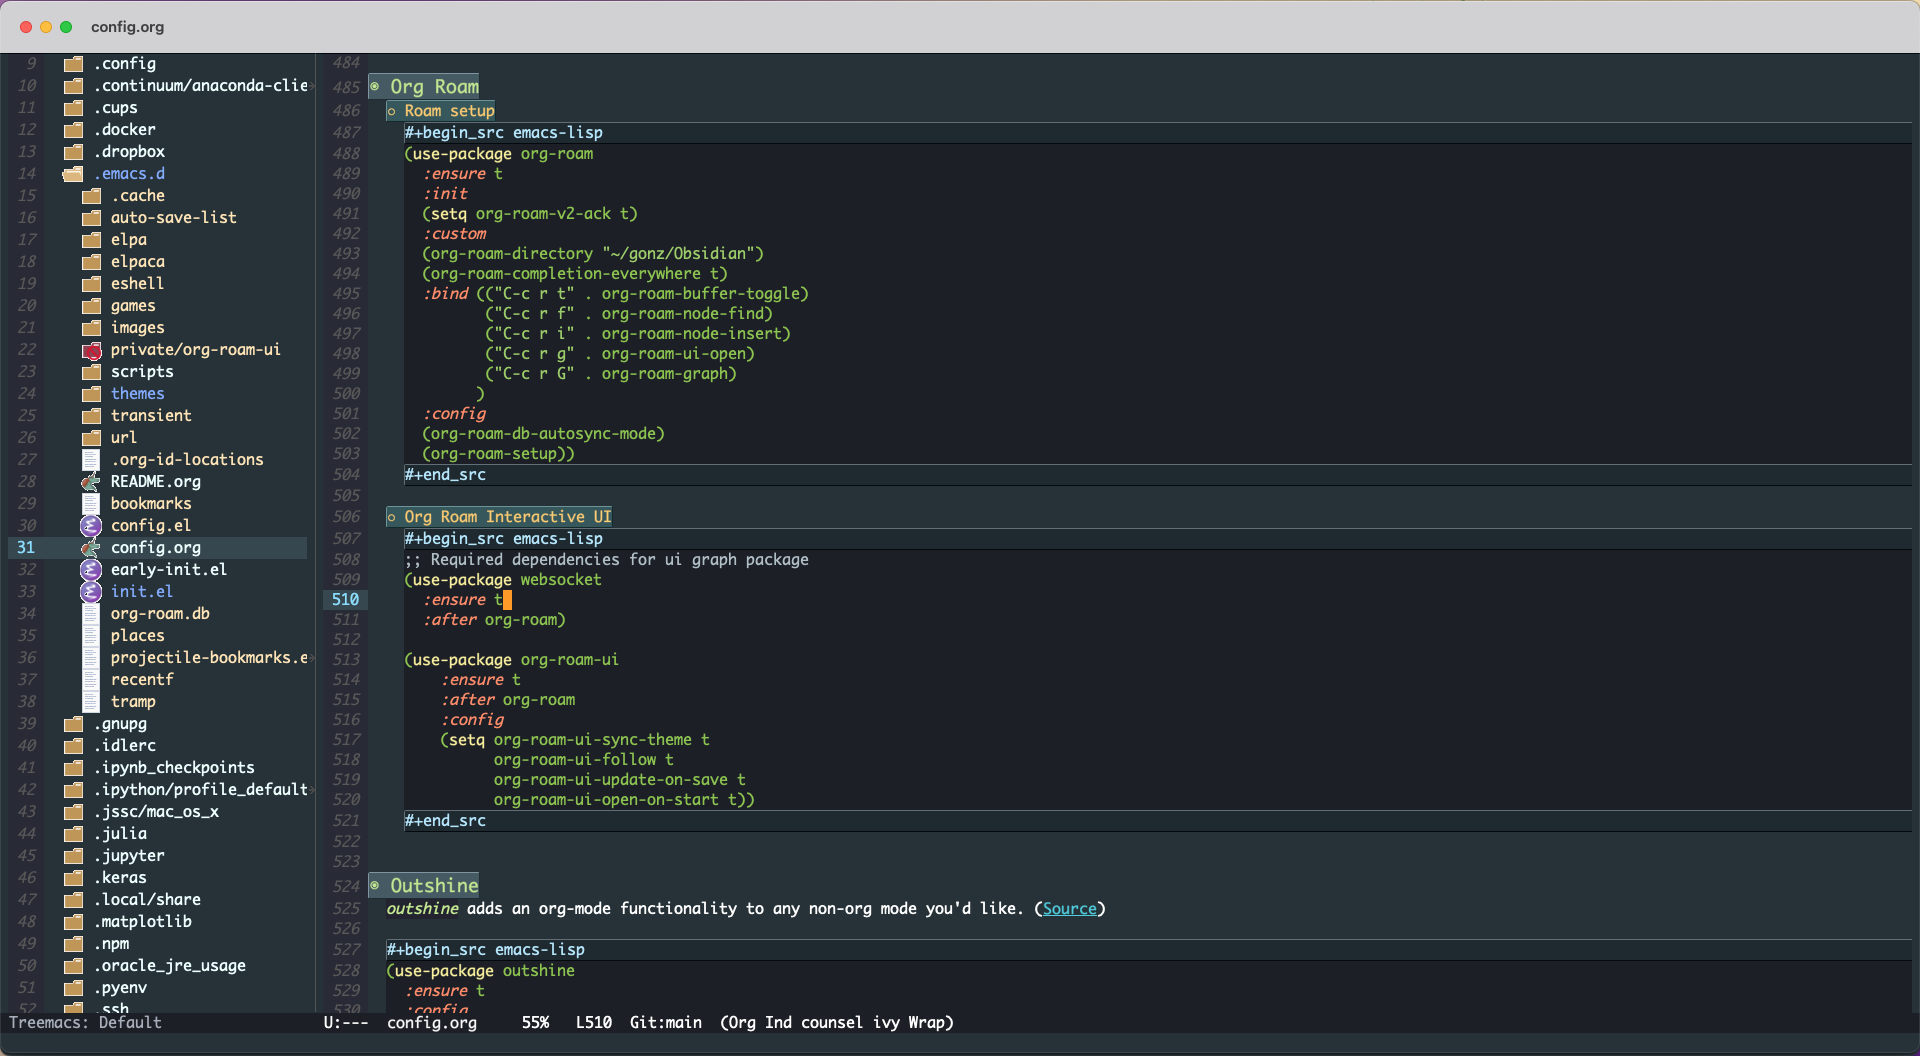 config.org
9 .config
10 .continuum/anaconda-clie
11 .cups
12 .docker
13 .dropbox
14 .emacs.d
15 .cache
16 auto-save-list
17 elpa
18 elpaca
19 eshell
20 games
21 images
22 private/org-roam-ui
23 scripts
24 themes
25 transient
26 url
27 .org-id-locations
28 README.org
29 bookmarks
30 config.el
31 config.org
32 early-init.el
33 init.el
34 org-roam.db
35 places
36 projectile-bookmarks.e
37 recentf
38 tramp
39 .gnupg
40 .idlerc
41 .ipynb_checkpoints
42 .ipython/profile_default
43 .jssc/mac_os_x
44 .julia
45 .jupyter
46 .keras
47 .local/share
48 .matplotlib
49 .npm
50 .oracle_jre_usage
51 .pyenv
52 .ssh
484
485 Org Roam
486 Roam setup
487 #+begin_src emacs-lisp
488 (use-package org-roam
489 :ensure t
490 :init
491 (setq org-roam-v2-ack t)
492 :custom
493 (org-roam-directory "~/gonz/Obsidian")
494 (org-roam-completion-everywhere t)
495 :bind (("C-c r t" . org-roam-buffer-toggle)
496 ("C-c r f" . org-roam-node-find)
497 ("C-c r i" . org-roam-node-insert)
498 ("C-c r g" . org-roam-ui-open)
499 ("C-c r G" . org-roam-graph)
500 )
501 :config
502 (org-roam-db-autosync-mode)
503 (org-roam-setup))
504 #+end_src
505
506 Org Roam Interactive UI
507 #+begin_src emacs-lisp
508 ;; Required dependencies for ui graph package
509 (use-package websocket
510 :ensure t
511 :after org-roam)
512
513 (use-package org-roam-ui
514 :ensure t
515 :after org-roam
516 :config
517 (setq org-roam-ui-sync-theme t
518 org-roam-ui-follow t
519 org-roam-ui-update-on-save t
520 org-roam-ui-open-on-start t))
521 #+end_src
522
523
524 Outshine
525 outshine adds an org-mode functionality to any non-org mode you'd like. (Source)
526
527 #+begin_src emacs-lisp
528 (use-package outshine
529 :ensure t
530 :config
Treemacs: Default
U:--- config.org 55% L510 Git:main (Org Ind counsel ivy Wrap)